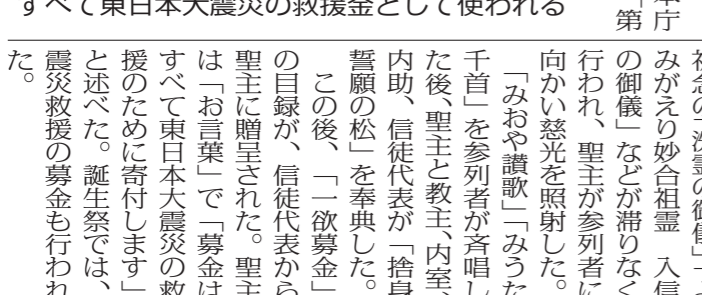 すべて東日本大震災の救援金として使われる
本庁
「第
みがえり妙合祖霊　入信
の御儀」などが滞りなく
行われ、聖主が参列者に
向かい慈光を照射した。
「みおや讃歌」「みうた
千首」を参列者が斉唱し
た後、聖主と教主、内室、
内助、信徒代表が「捨身
誓願の松」を奉典した。
この後、「一欲募金」
の目録が、信徒代表から
聖主に贈呈された。聖主
は「お言葉」で「募金は
すべて東日本大震災の救
援のために寄付します」
と述べた。誕生祭では、
震災救援の募金も行われ
た。